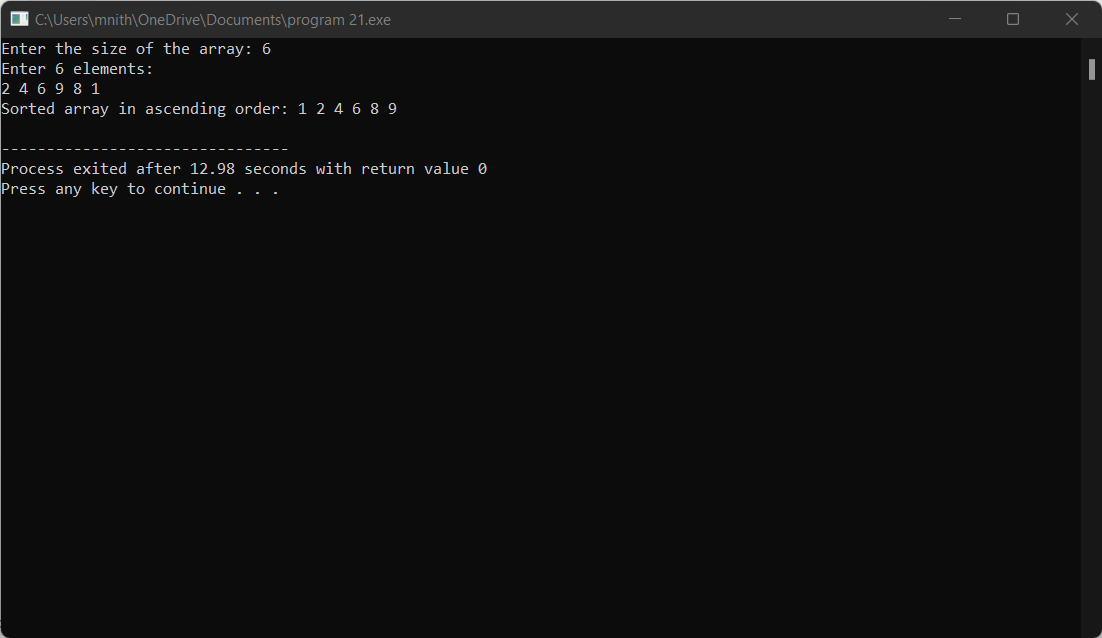 C:\Users\mnith\OneDrive\Documents\program 21.exe
Enter the size of the array: 6
Enter 6 elements:
2 4 6 9 8 1
Sorted array in ascending order: 1 2 4 6 8 9
--------------------------------
Process exited after 12.98 seconds with return value 0
Press any key to continue . . .